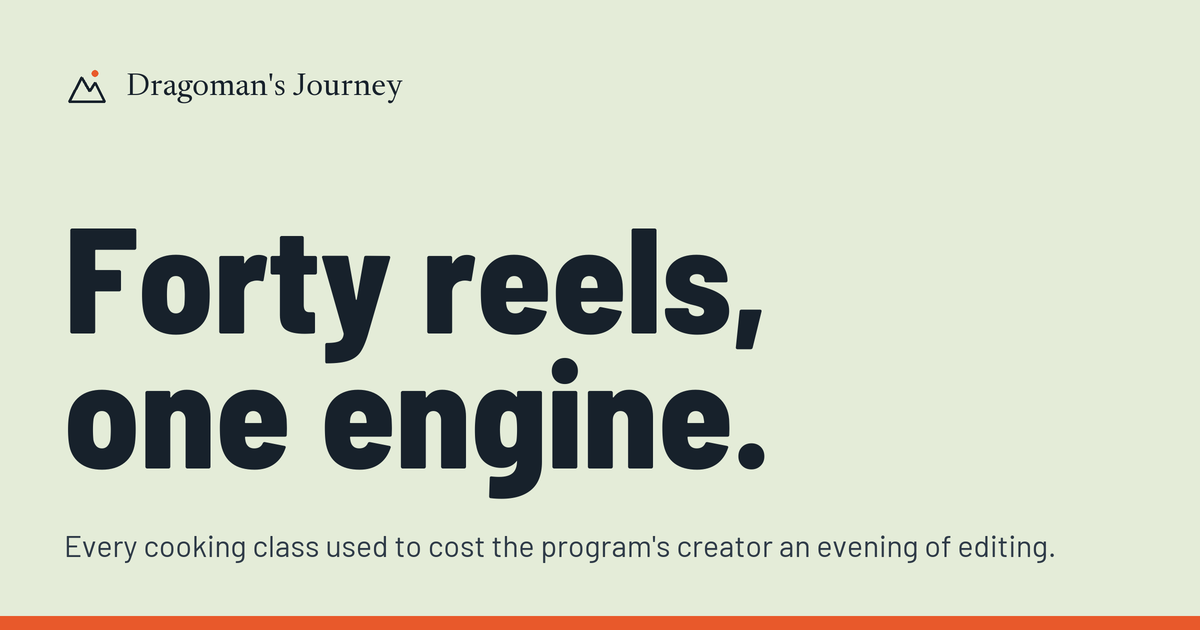 Dragoman's Journey
Forty reels,
one engine.
Every cooking class used to cost the program's creator an evening of editing.